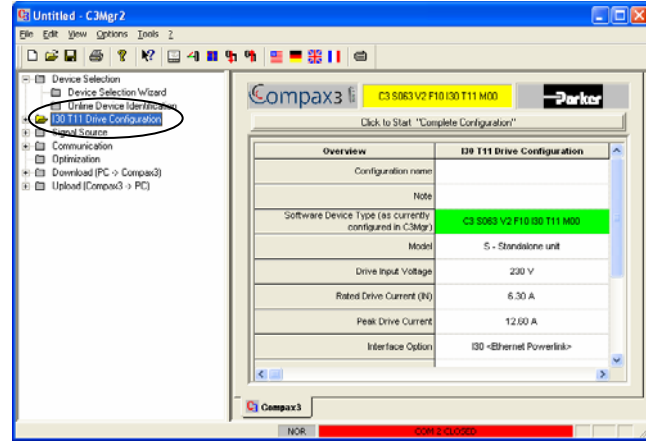 Untitled - C3Mgr2
File Edit View Options Tools ?
Device Selection
Device Selection Wizard
Online Device Identification
I30 T11 Drive Configuration
Signal Source
Communication
Optimization
Download (PC -> Compax3)
Upload (Compax3 -> PC)
Compax3 C3 S063 V2 F10 I30 T11 M00 Parker
Click to Start "Complete Configuration"
Overview I30 T11 Drive Configuration
Configuration name
Note
Software Device Type (as currently
configured in C3Mgr) C3 S063 V2 F10 I30 T11 M00
Model S - Standalone unit
Drive Input Voltage 230 V
Rated Drive Current (IN) 6.30 A
Peak Drive Current 12.60 A
Interface Option I30 <Ethernet Powerlink>
Compax3
NOR COM 2 CLOSED